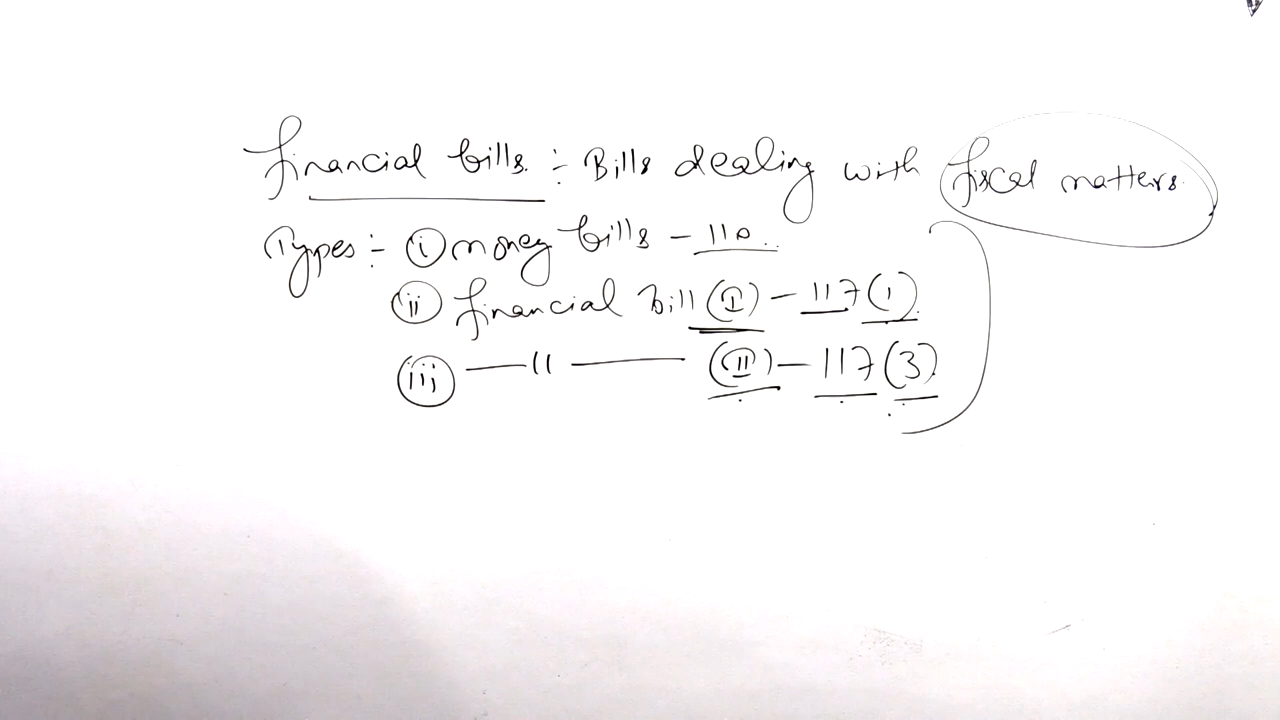 Financial bills :- Bills dealing with fiscal matters.
Types :- (i) money bills - 110.
(ii) financial bill (I) - 117(1)
(iii) —— 11 —— (II) - 117(3)